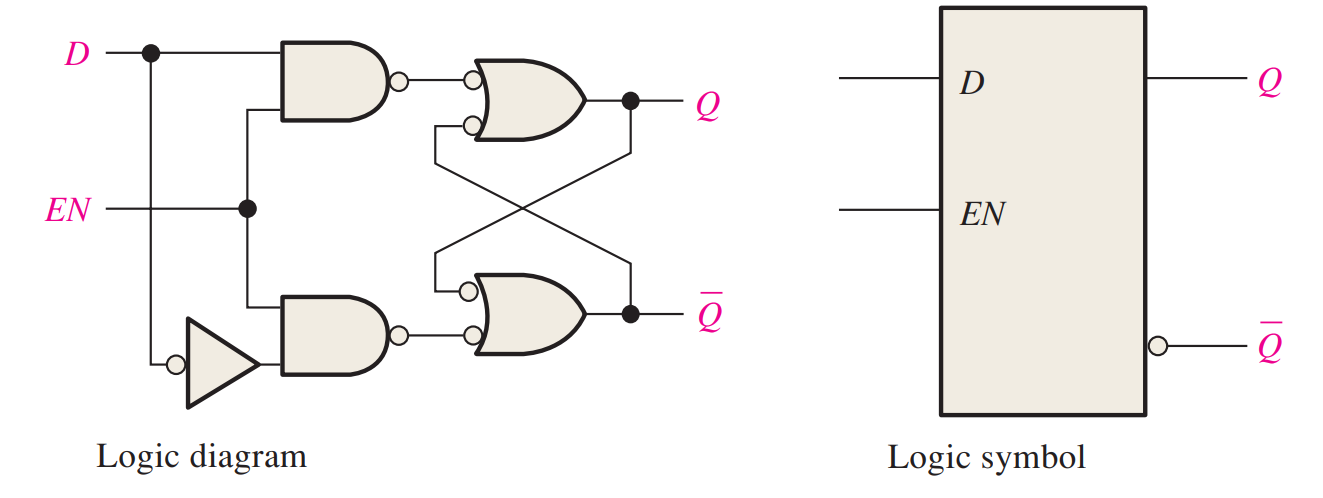 D
EN
Q
Q̅
Logic diagram
D
EN
Q
Q̅
Logic symbol